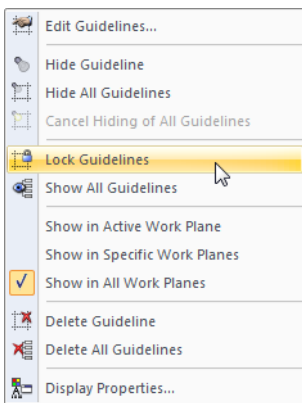 Edit Guidelines...
Hide Guideline
Hide All Guidelines
Cancel Hiding of All Guidelines
Lock Guidelines
Show All Guidelines
Show in Active Work Plane
Show in Specific Work Planes
Show in All Work Planes
Delete Guideline
Delete All Guidelines
Display Properties...